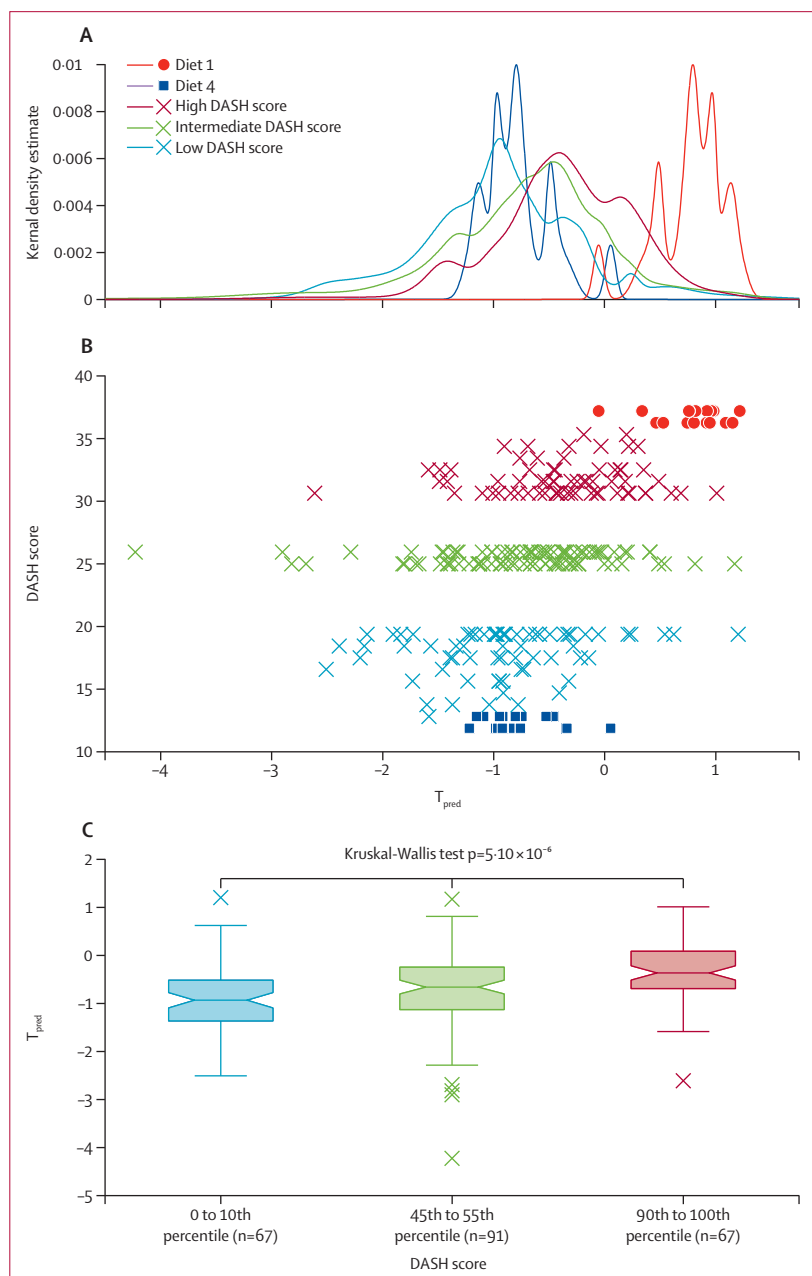 A
Kernal density estimate
0·01
0·008
0·006
0·004
0·002
0
Diet 1
Diet 4
High DASH score
Intermediate DASH score
Low DASH score
B
DASH score
40
35
30
25
20
15
10
–4 –3 –2 –1 0 1
Tpred
C
Kruskal-Wallis test p=5·10 × 10⁻⁶
Tpred
2
1
0
–1
–2
–3
–4
–5
0 to 10th 45th to 55th 90th to 100th
percentile (n=67) percentile (n=91) percentile (n=67)
DASH score